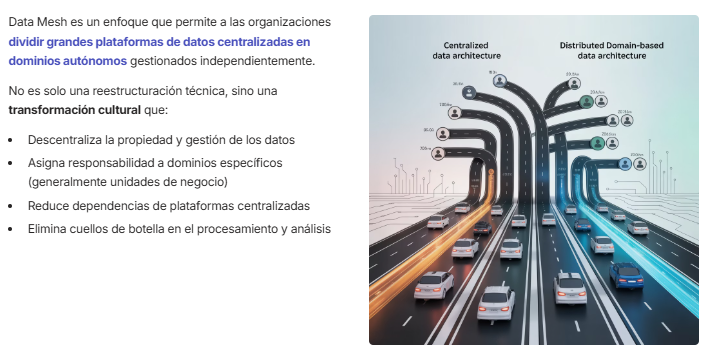 Data Mesh es un enfoque que permite a las organizaciones
dividir grandes plataformas de datos centralizadas en
dominios autónomos gestionados independientemente.
No es solo una reestructuración técnica, sino una
transformación cultural que:
• Descentraliza la propiedad y gestión de los datos
• Asigna responsabilidad a dominios específicos
(generalmente unidades de negocio)
• Reduce dependencias de plataformas centralizadas
• Elimina cuellos de botella en el procesamiento y análisis
Centralized
data architecture
Distributed Domain-based
data architecture